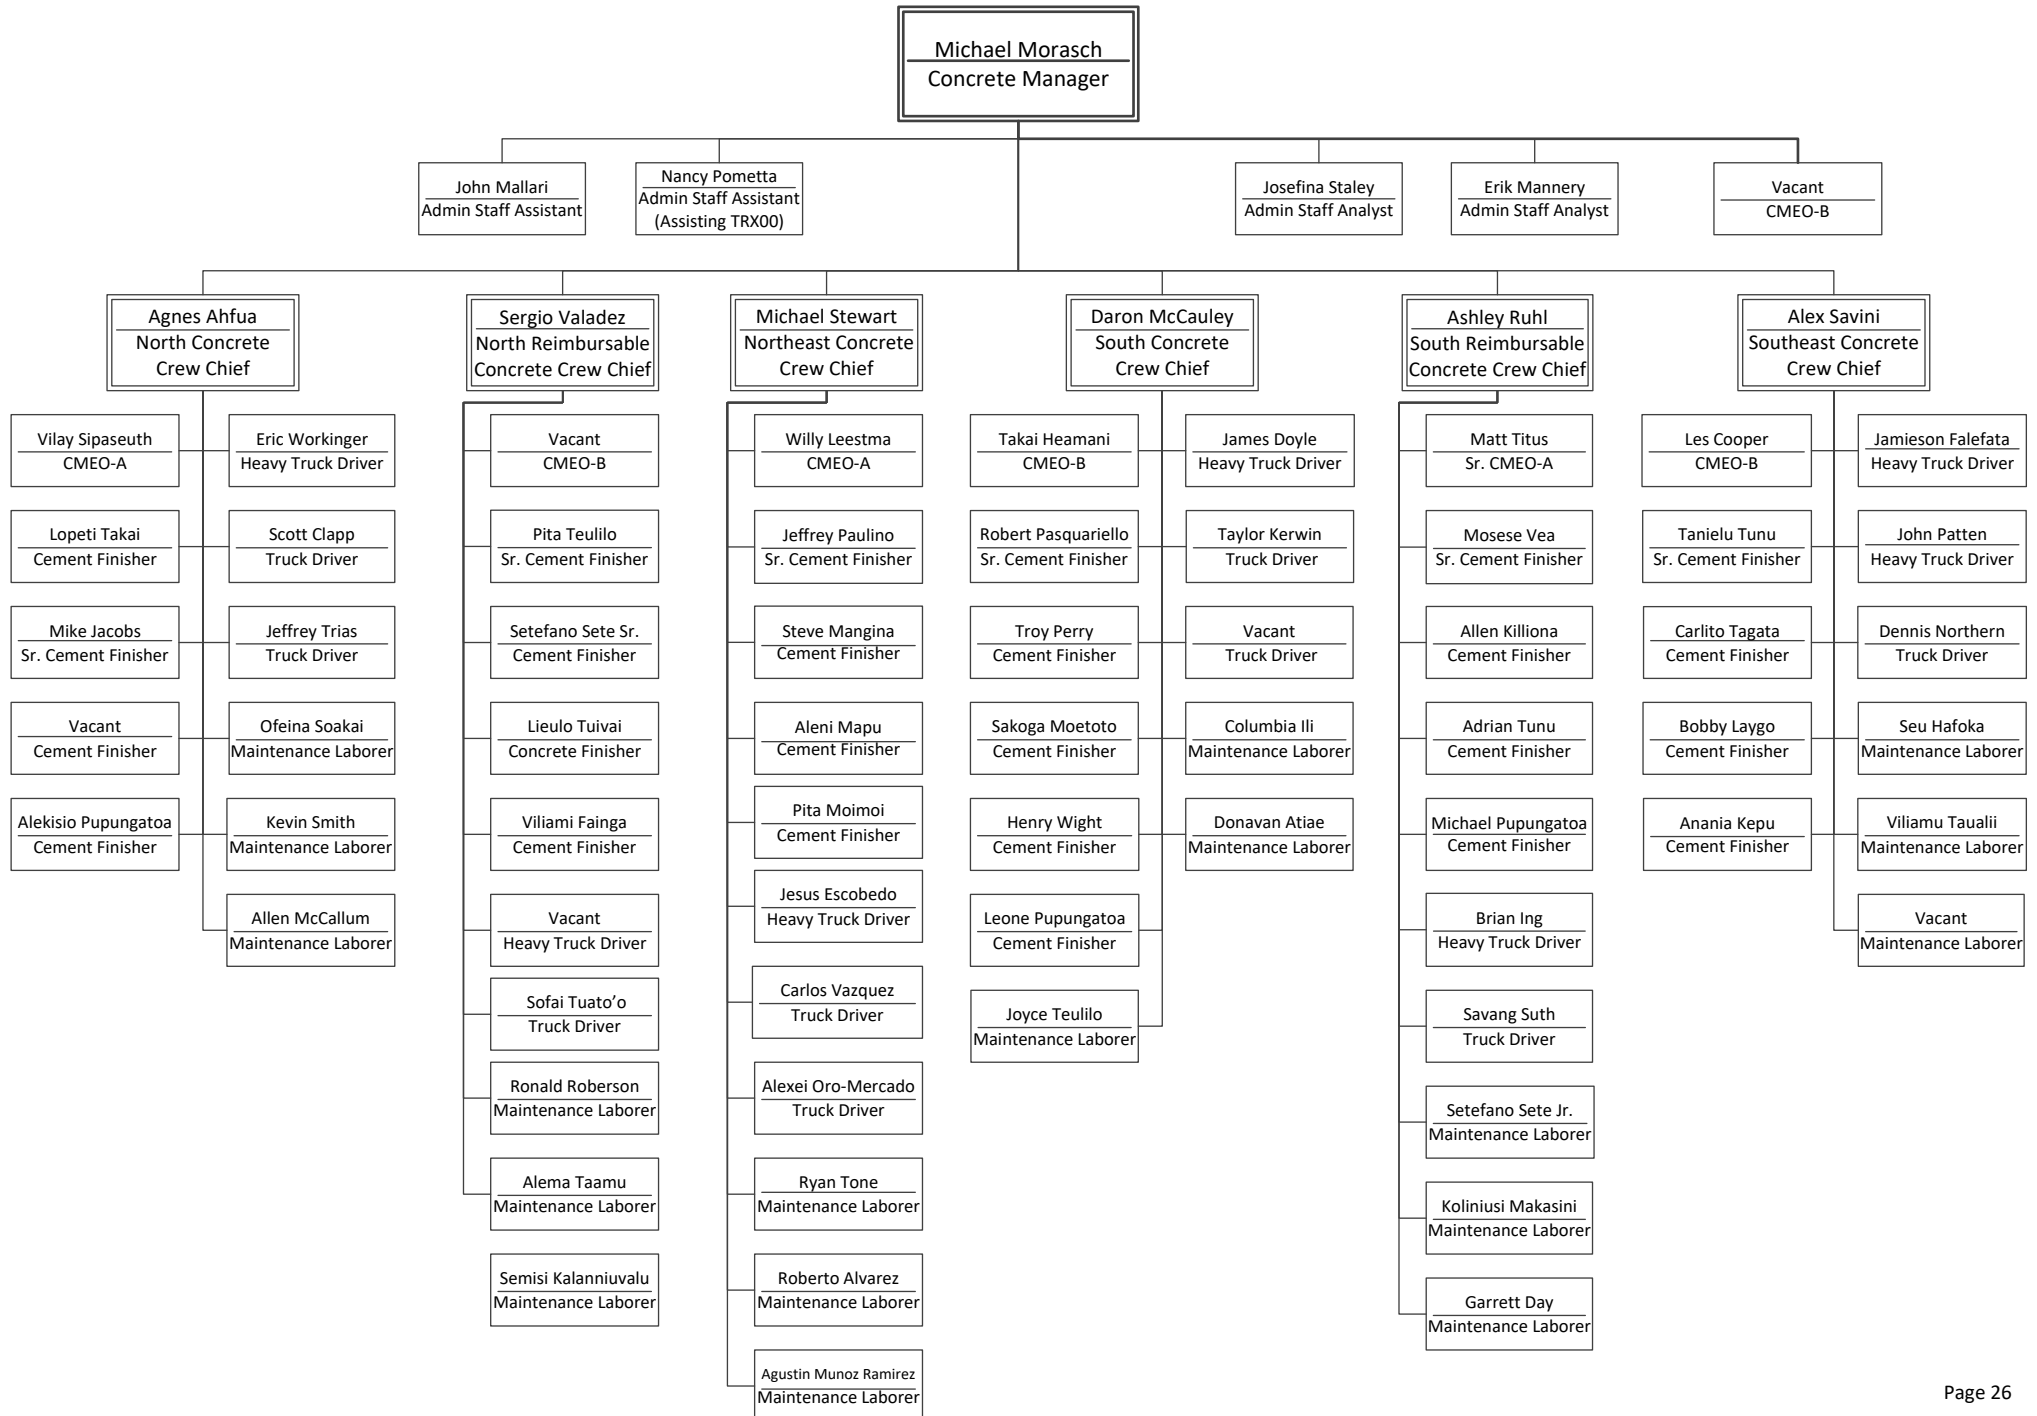 Michael Morasch
Concrete Manager
John Mallari
Admin Staff Assistant
Nancy Pometta
Admin Staff Assistant
(Assisting TRX00)
Josefina Staley
Admin Staff Analyst
Erik Mannery
Admin Staff Analyst
Vacant
CMEO-B
Agnes Ahfua
North Concrete
Crew Chief
Vilay Sipaseuth
CMEO-A
Eric Workinger
Heavy Truck Driver
Lopeti Takai
Cement Finisher
Scott Clapp
Truck Driver
Mike Jacobs
Sr. Cement Finisher
Jeffrey Trias
Truck Driver
Vacant
Cement Finisher
Ofeina Soakai
Maintenance Laborer
Alekisio Pupungatoa
Cement Finisher
Kevin Smith
Maintenance Laborer
Allen McCallum
Maintenance Laborer
Sergio Valadez
North Reimbursable
Concrete Crew Chief
Vacant
CMEO-B
Pita Teulilo
Sr. Cement Finisher
Setefano Sete Sr.
Cement Finisher
Lieulo Tuivai
Concrete Finisher
Viliami Fainga
Cement Finisher
Vacant
Heavy Truck Driver
Sofai Tuato’o
Truck Driver
Ronald Roberson
Maintenance Laborer
Alema Taamu
Maintenance Laborer
Semisi Kalanniuvalu
Maintenance Laborer
Michael Stewart
Northeast Concrete
Crew Chief
Willy Leestma
CMEO-A
Jeffrey Paulino
Sr. Cement Finisher
Steve Mangina
Cement Finisher
Aleni Mapu
Cement Finisher
Pita Moimoi
Cement Finisher
Jesus Escobedo
Heavy Truck Driver
Carlos Vazquez
Truck Driver
Alexei Oro-Mercado
Truck Driver
Ryan Tone
Maintenance Laborer
Roberto Alvarez
Maintenance Laborer
Agustin Munoz Ramirez
Maintenance Laborer
Daron McCauley
South Concrete
Crew Chief
Takai Heamani
CMEO-B
James Doyle
Heavy Truck Driver
Robert Pasquariello
Sr. Cement Finisher
Taylor Kerwin
Truck Driver
Troy Perry
Cement Finisher
Vacant
Truck Driver
Sakoga Moetoto
Cement Finisher
Columbia Ili
Maintenance Laborer
Henry Wight
Cement Finisher
Donavan Atiae
Maintenance Laborer
Leone Pupungatoa
Cement Finisher
Joyce Teulilo
Maintenance Laborer
Ashley Ruhl
South Reimbursable
Concrete Crew Chief
Matt Titus
Sr. CMEO-A
Mosese Vea
Sr. Cement Finisher
Allen Killiona
Cement Finisher
Adrian Tunu
Cement Finisher
Michael Pupungatoa
Cement Finisher
Brian Ing
Heavy Truck Driver
Savang Suth
Truck Driver
Setefano Sete Jr.
Maintenance Laborer
Koliniusi Makasini
Maintenance Laborer
Garrett Day
Maintenance Laborer
Alex Savini
Southeast Concrete
Crew Chief
Les Cooper
CMEO-B
Jamieson Falefata
Heavy Truck Driver
Tanielu Tunu
Sr. Cement Finisher
John Patten
Heavy Truck Driver
Carlito Tagata
Cement Finisher
Dennis Northern
Truck Driver
Bobby Laygo
Cement Finisher
Seu Hafoka
Maintenance Laborer
Anania Kepu
Cement Finisher
Viliamu Taualii
Maintenance Laborer
Vacant
Maintenance Laborer
Page 26